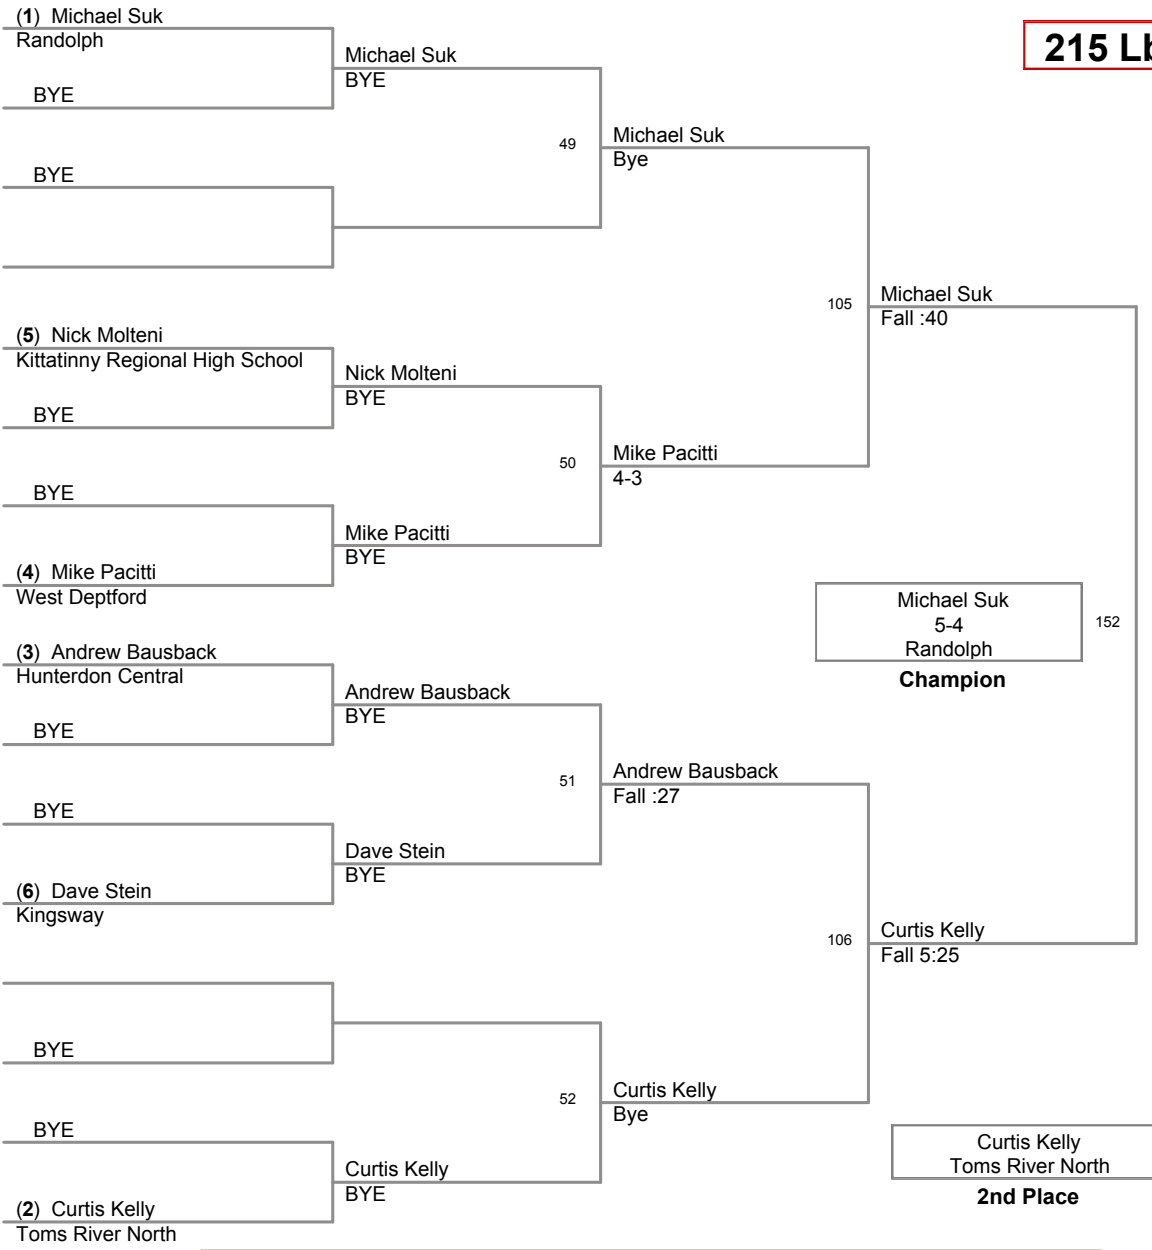 (1) Michael Suk
Randolph
215 Lb
Michael Suk
BYE
BYE
49
Michael Suk
Bye
BYE
105
Michael Suk
Fall :40
(5) Nick Molteni
Kittatinny Regional High School
Nick Molteni
BYE
BYE
50
Mike Pacitti
4-3
BYE
Mike Pacitti
BYE
(4) Mike Pacitti
West Deptford
Michael Suk
5-4
Randolph
Champion
152
(3) Andrew Bausback
Hunterdon Central
Andrew Bausback
BYE
BYE
51
Andrew Bausback
Fall :27
BYE
Dave Stein
BYE
(6) Dave Stein
Kingsway
106
Curtis Kelly
Fall 5:25
BYE
52
Curtis Kelly
Bye
BYE
Curtis Kelly
BYE
(2) Curtis Kelly
Toms River North
Curtis Kelly
Toms River North
2nd Place